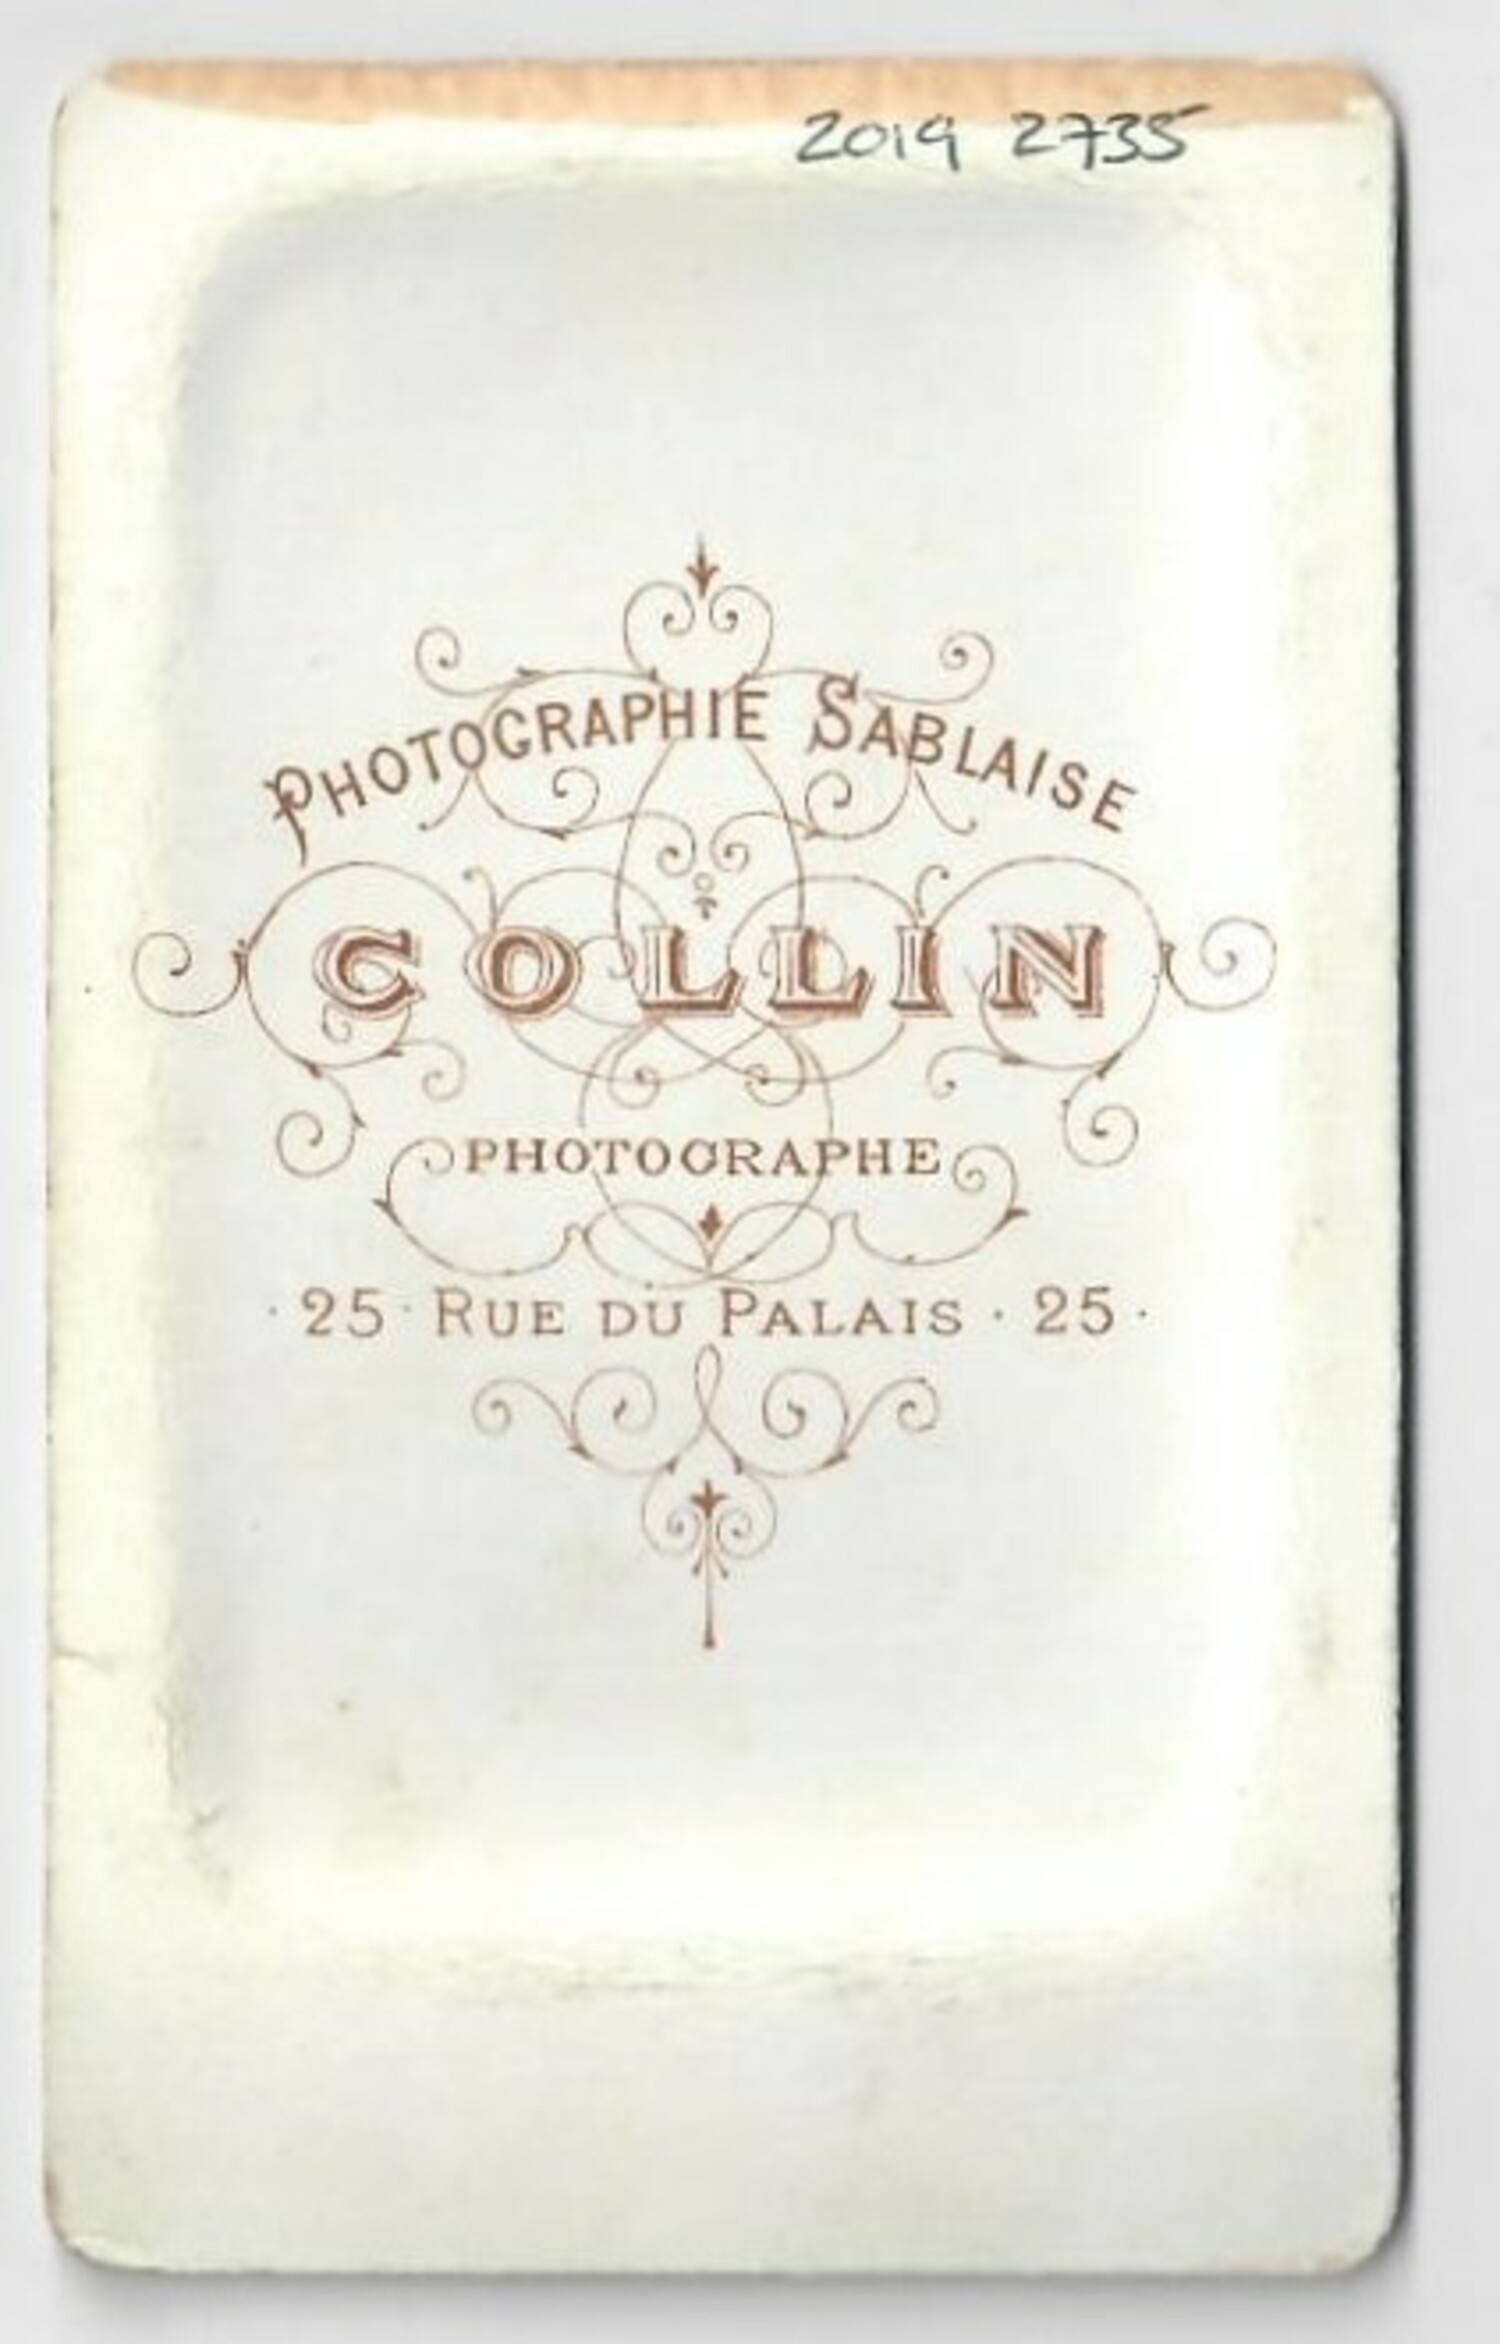 2019 2735
PHOTOGRAPHIE SABLAISE
COLLIN
PHOTOGRAPHE
· 25 · RUE DU PALAIS · 25 ·